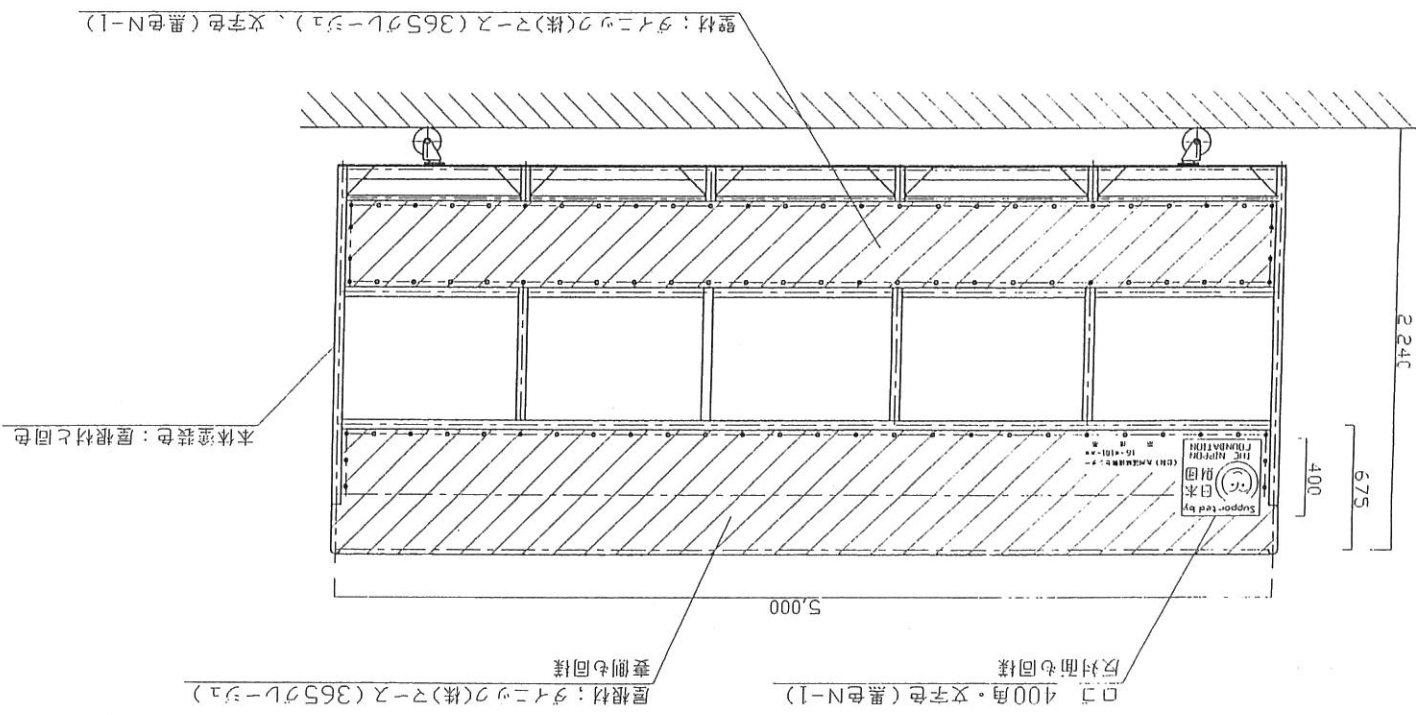 ロゴ 400角・文字色(黒色N-1)
反対面も同様
屋根材;ダイニック(株)マース(365グレージュ)
妻側も同様
5,000
2,240
675
400
Supported by
日本
財団
THE NIPPON
FOUNDATION
本体塗装色:屋根材と同色
壁材;ダイニック(株)マース(365グレージュ)、文字色(黒色N-1)